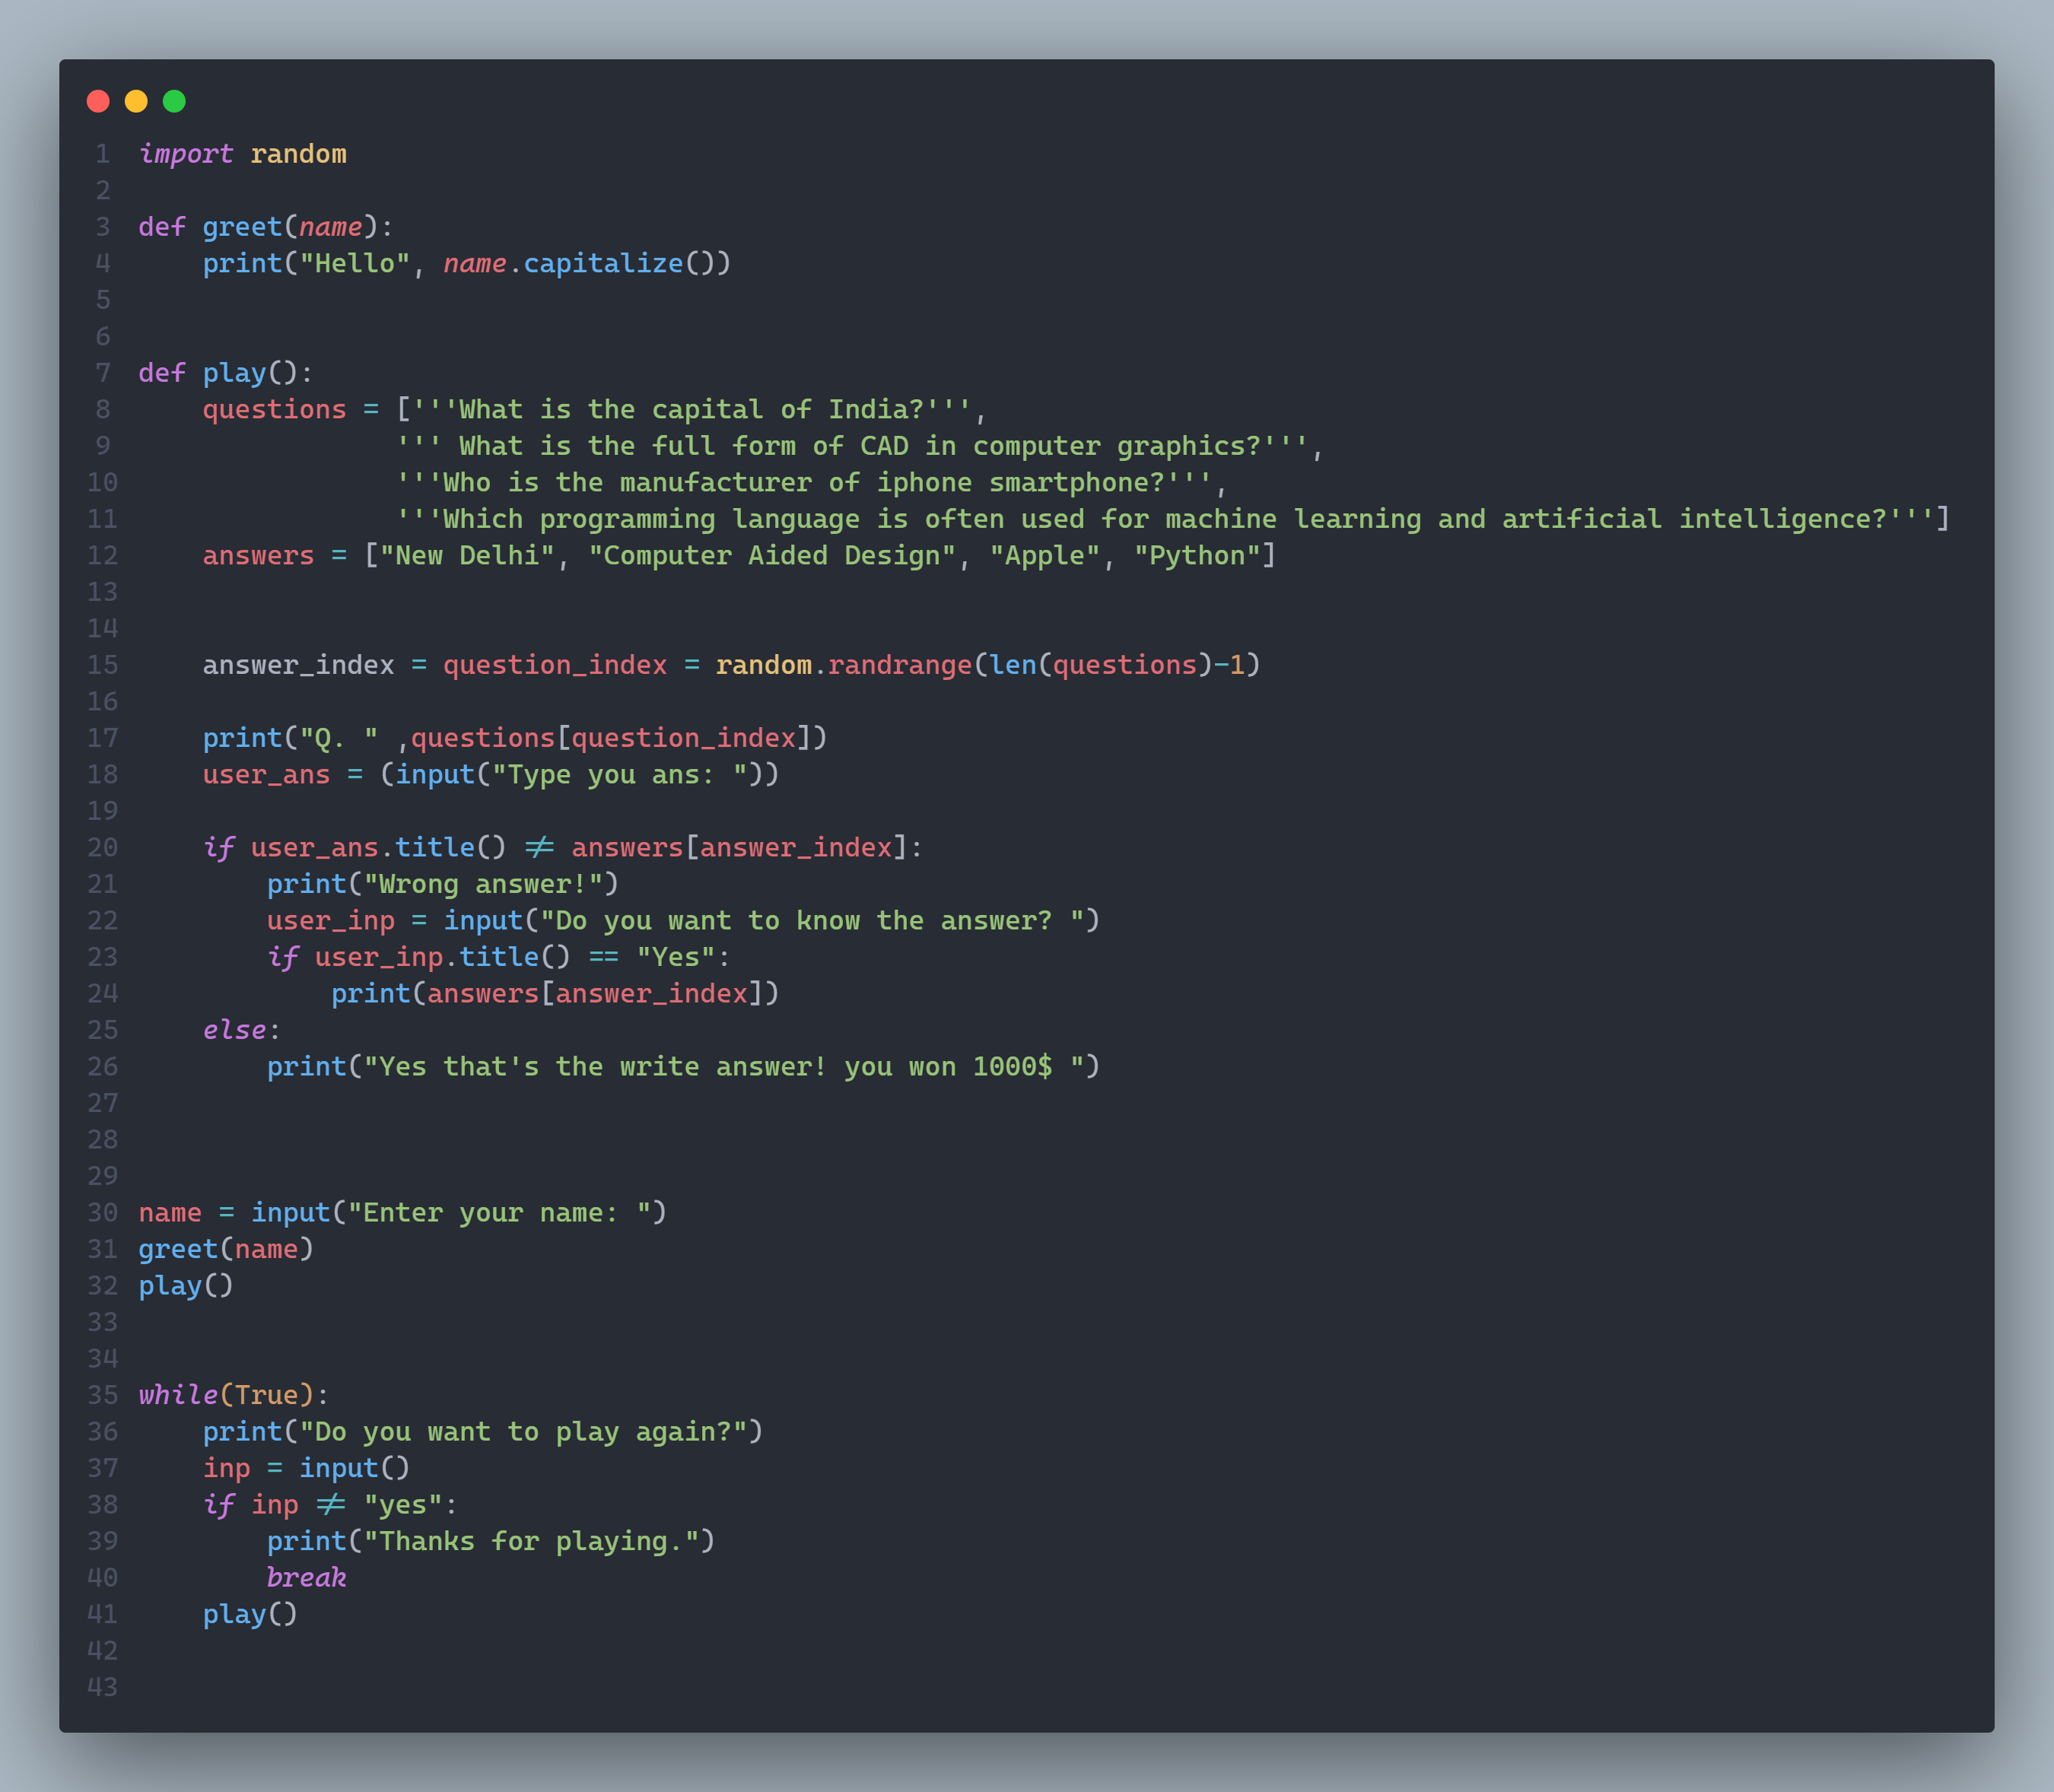 1 import random
2
3 def greet(name):
4     print("Hello", name.capitalize())
5
6
7 def play():
8     questions = ['''What is the capital of India?''',
9                 ''' What is the full form of CAD in computer graphics?''',
10                 '''Who is the manufacturer of iphone smartphone?''',
11                 '''Which programming language is often used for machine learning and artificial intelligence?''']
12     answers = ["New Delhi", "Computer Aided Design", "Apple", "Python"]
13
14
15     answer_index = question_index = random.randrange(len(questions)-1)
16
17     print("Q. " ,questions[question_index])
18     user_ans = (input("Type you ans: "))
19
20     if user_ans.title() != answers[answer_index]:
21         print("Wrong answer!")
22         user_inp = input("Do you want to know the answer? ")
23         if user_inp.title() == "Yes":
24             print(answers[answer_index])
25     else:
26         print("Yes that's the write answer! you won 1000$ ")
27
28
29
30 name = input("Enter your name: ")
31 greet(name)
32 play()
33
34
35 while(True):
36     print("Do you want to play again?")
37     inp = input()
38     if inp != "yes":
39         print("Thanks for playing.")
40         break
41     play()
42
43